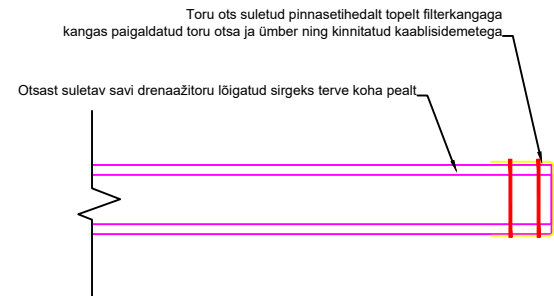 Toru ots suletud pinnasetihedalt topelt filterkangaga
kangas paigaldatud toru otsa ja ümber ning kinnitatud kaablisidemetega
Otsast suletav savi drenaažitoru lõigatud sirgeks terve koha pealt